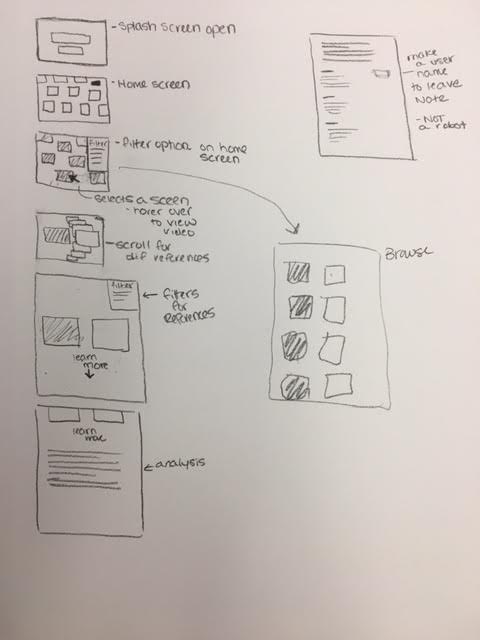 -Splash screen open
-Home screen
filter
-filter option on home
screen
selects a sceen
-hover over
to view
video
-scroll for
dif references
filter
filters
for
References
learn
more
learn
more
analysis
make
a user
name
to leave
Note
-NOT
a robot
Browse